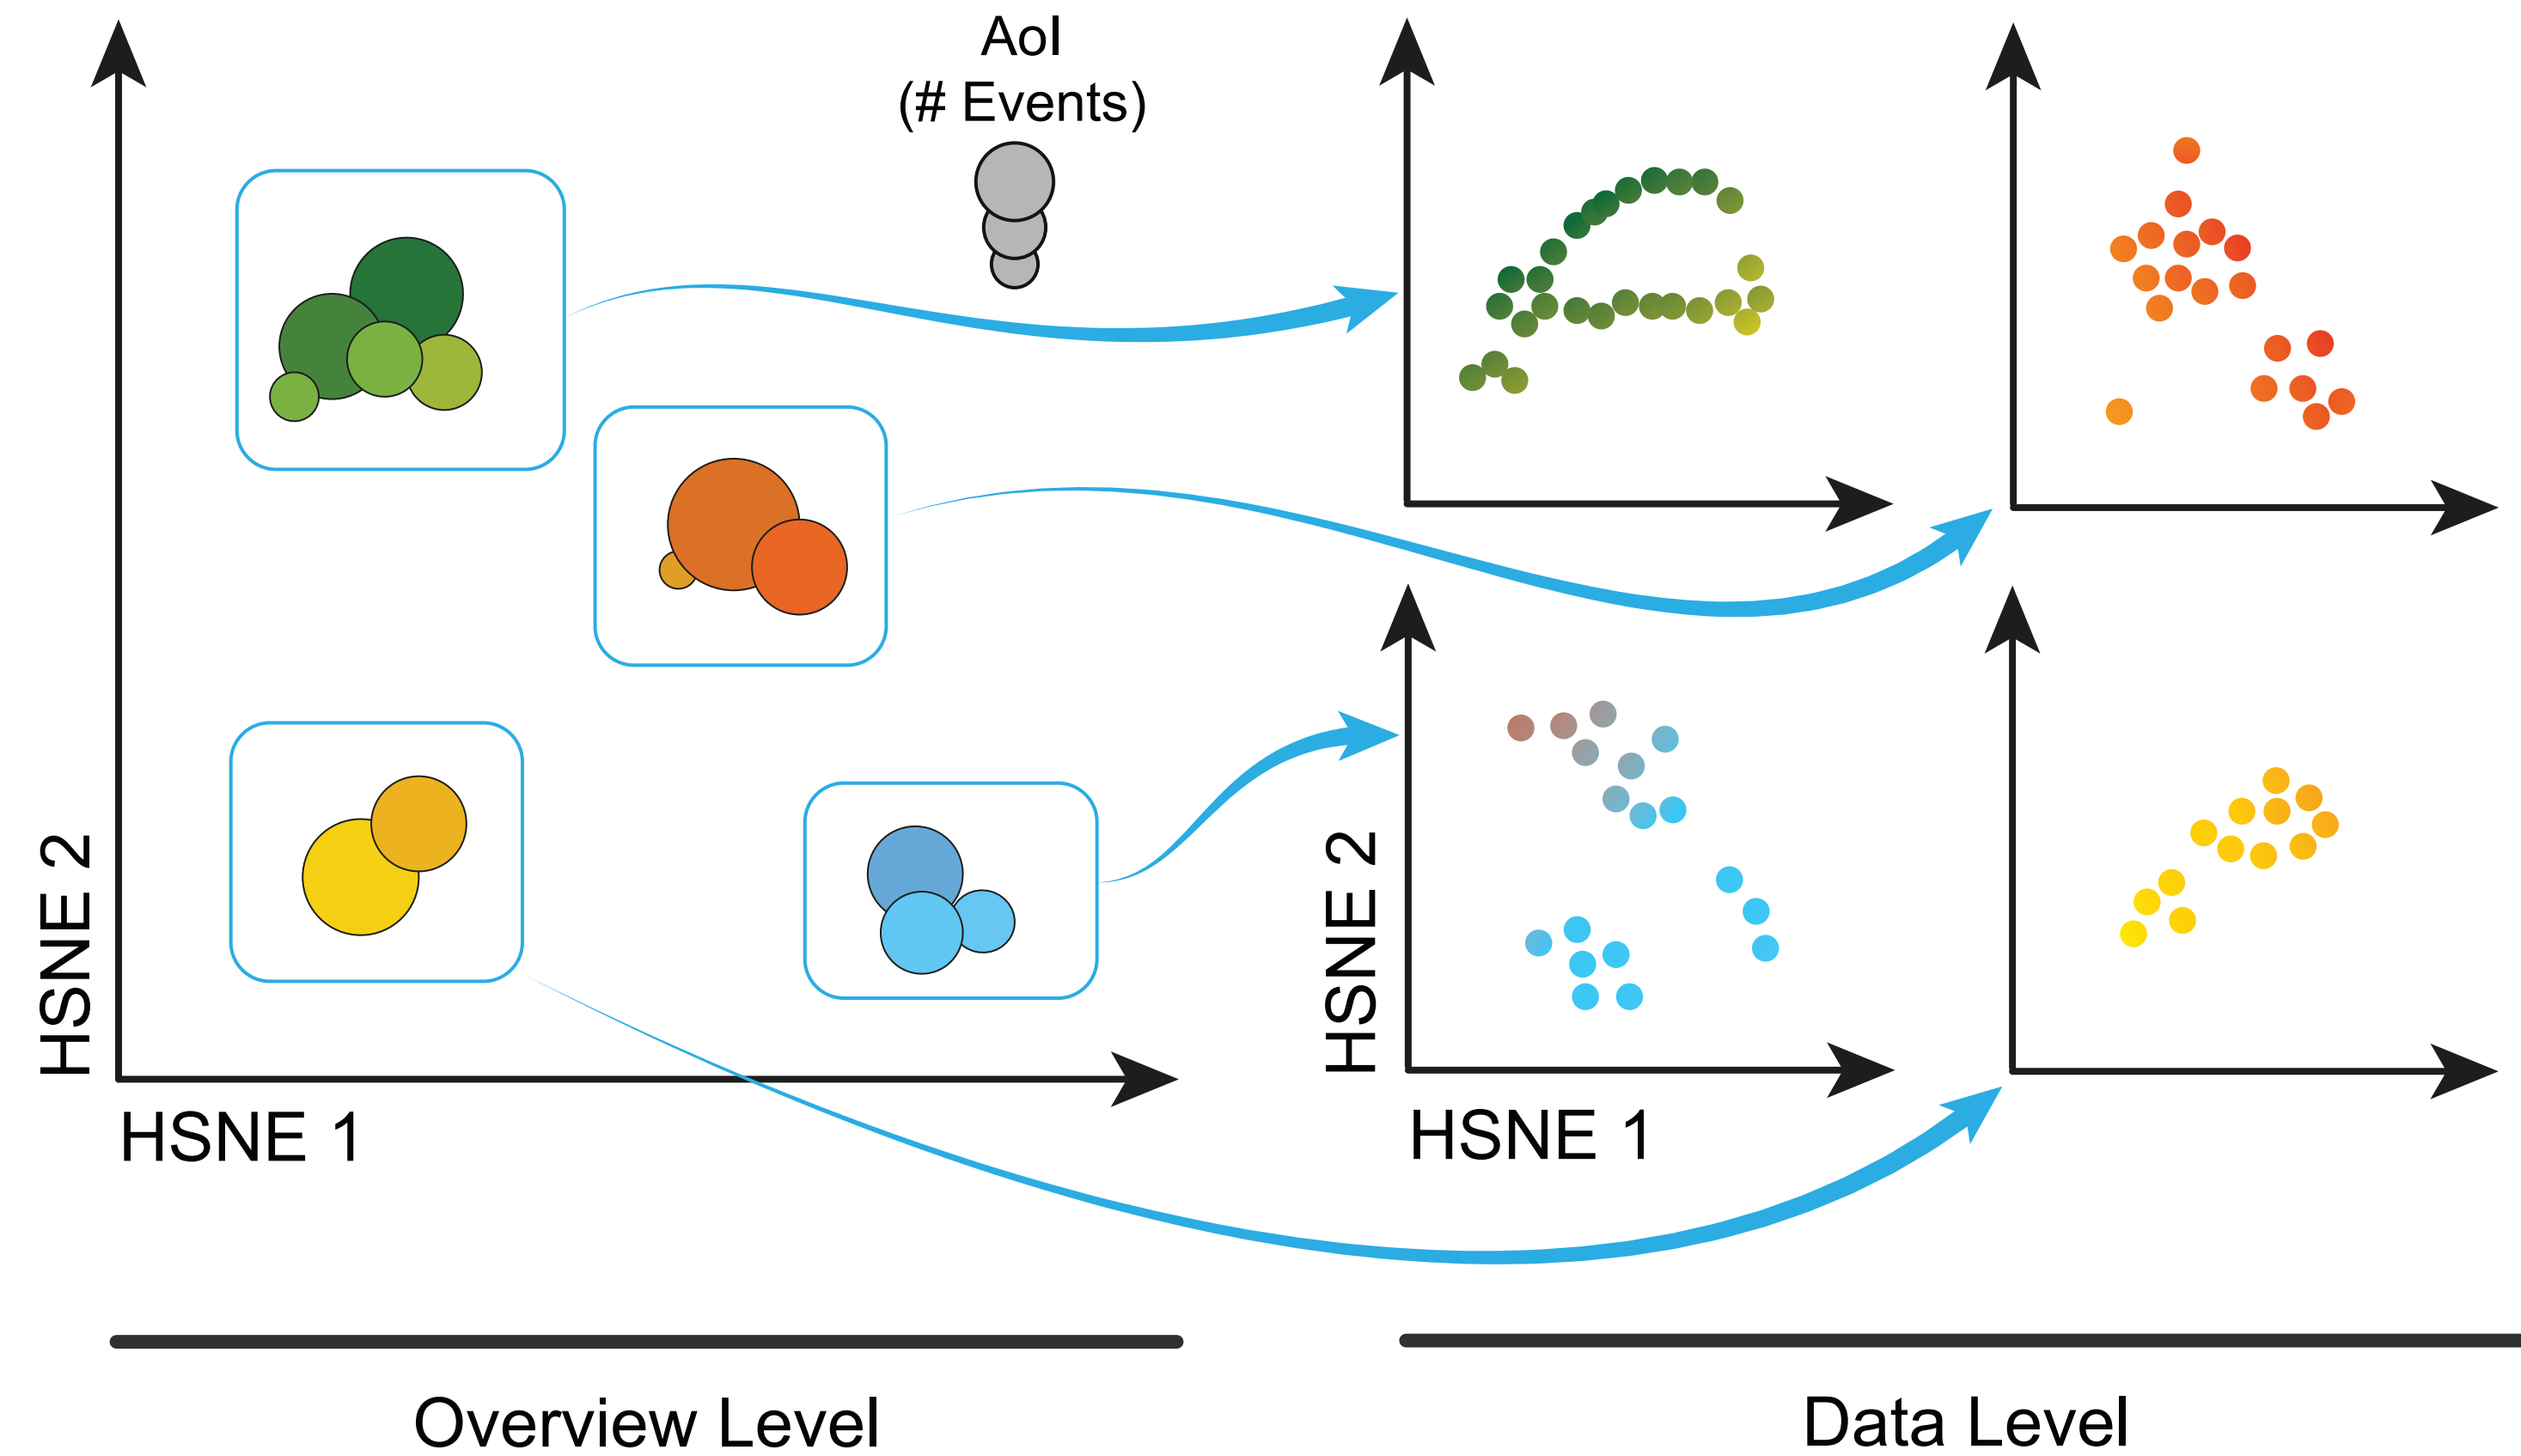 AoI
(# Events)
HSNE 2
HSNE 1
HSNE 2
HSNE 1
Overview Level
Data Level